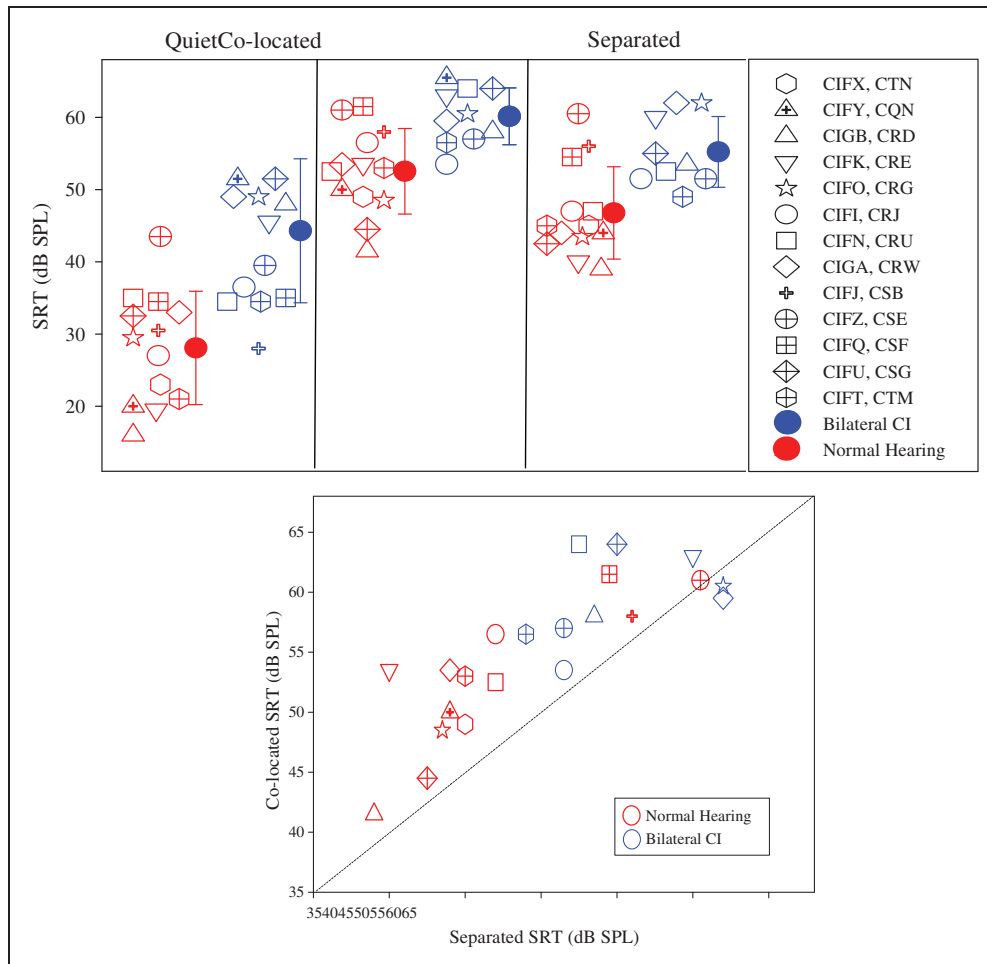 QuietCo-located Separated
SRT (dB SPL)
60
50
40
30
20
CIFX, CTN
CIFY, CQN
CIGB, CRD
CIFK, CRE
CIFO, CRG
CIFI, CRJ
CIFN, CRU
CIGA, CRW
CIFJ, CSB
CIFZ, CSE
CIFQ, CSF
CIFU, CSG
CIFT, CTM
Bilateral CI
Normal Hearing
Co-located SRT (dB SPL)
65
60
55
50
45
40
35
Normal Hearing
Bilateral CI
35404550556065
Separated SRT (dB SPL)